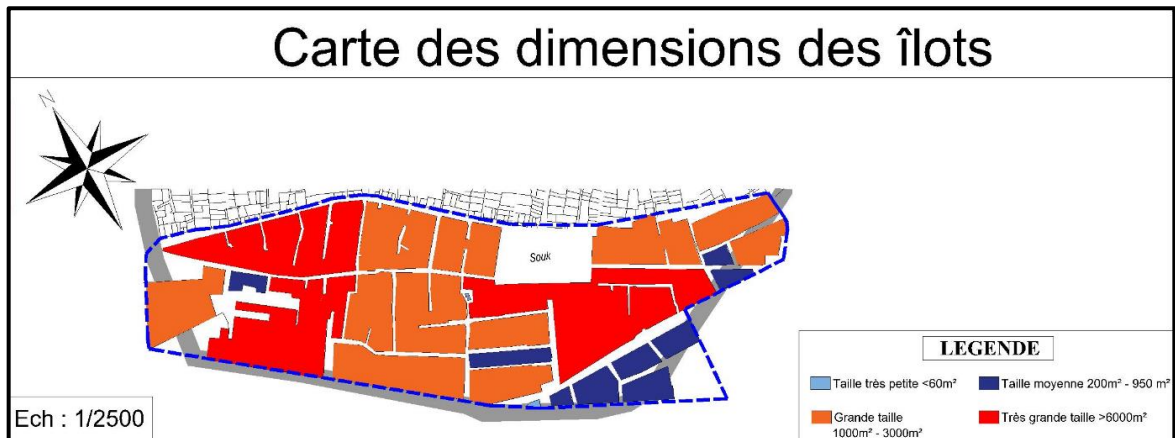 Carte des dimensions des îlots
N
Souk
LEGENDE
Taille très petite <60m²
Taille moyenne 200m² - 950 m²
Grande taille
1000m² - 3000m²
Très grande taille >6000m²
Ech : 1/2500